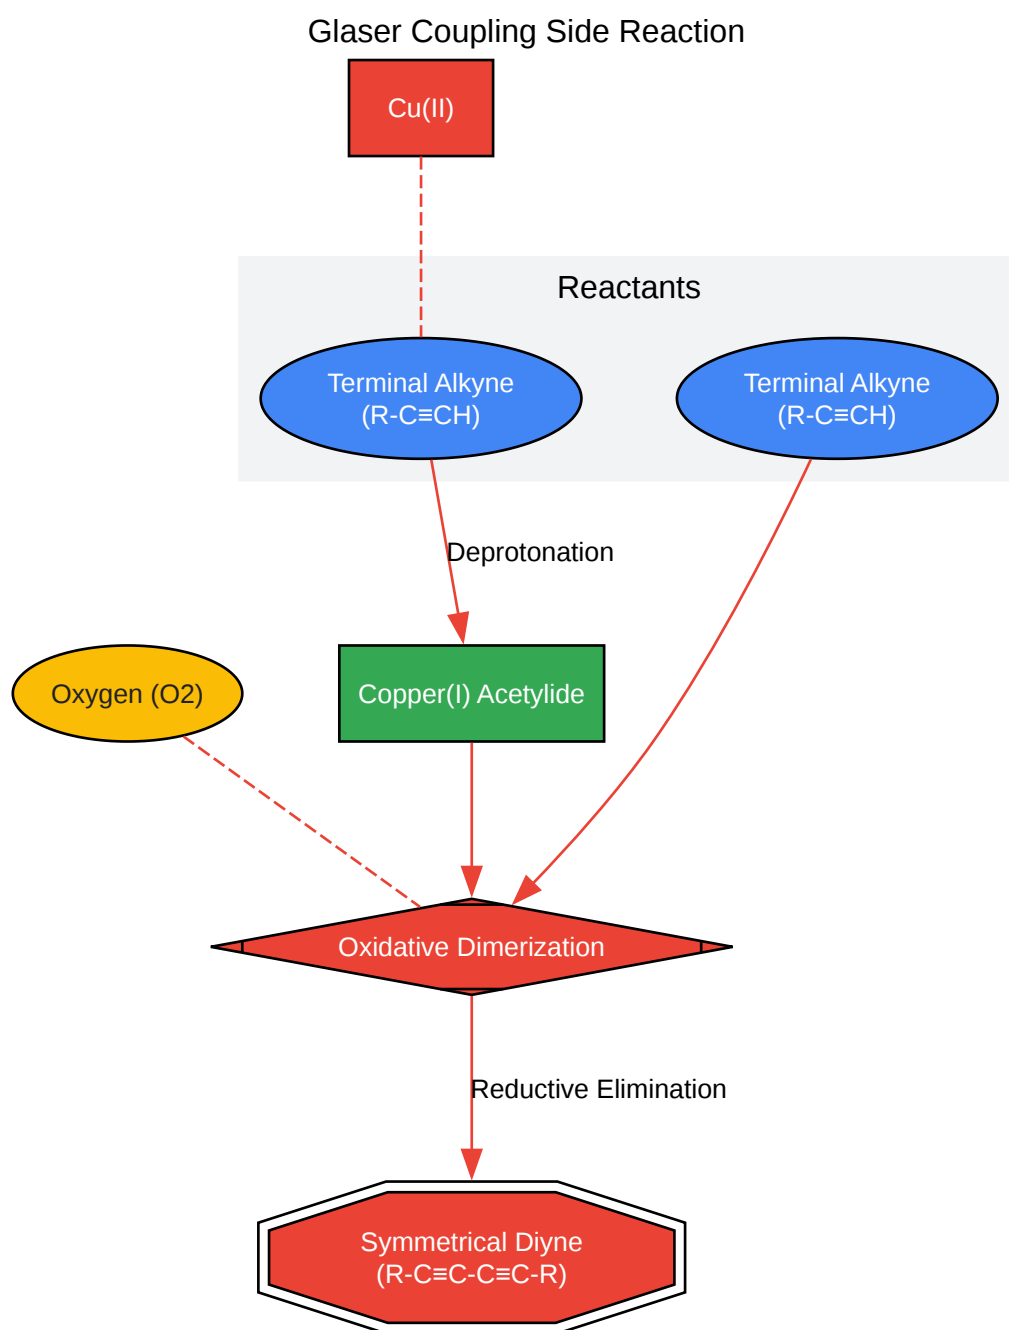 Glaser Coupling Side Reaction
Cu(II)
Reactants
Terminal Alkyne
(R-C≡CH)
Terminal Alkyne
(R-C≡CH)
Deprotonation
Oxygen (O2)
Copper(I) Acetylide
Oxidative Dimerization
Reductive Elimination
Symmetrical Diyne
(R-C≡C-C≡C-R)